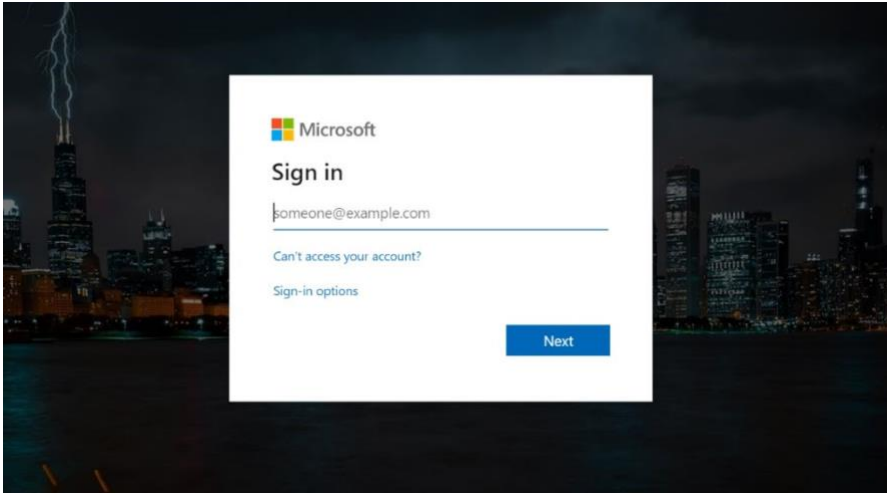 Microsoft
Sign in
someone@example.com
Can't access your account?
Sign-in options
Next